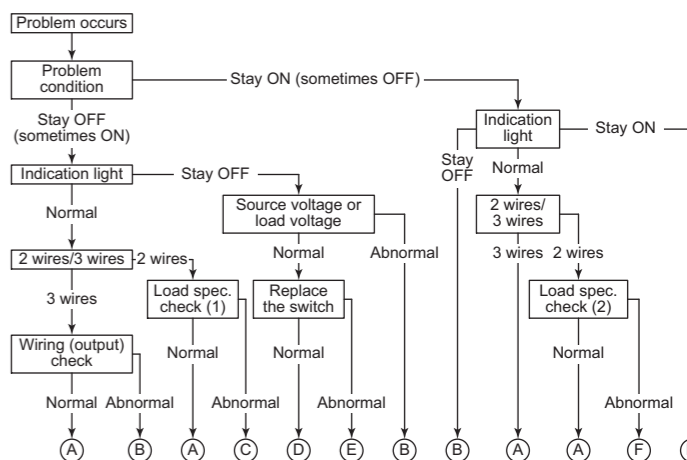 Problem occurs
Problem
condition
Stay ON (sometimes OFF)
Stay OFF
(sometimes ON)
Indication
light
Stay ON
Stay
OFF
Normal
Indication light
Stay OFF
Normal
Source voltage or
load voltage
Normal
Abnormal
2 wires/
3 wires
3 wires
2 wires
2 wires/3 wires
2 wires
3 wires
Load spec.
check (1)
Replace
the switch
Load spec.
check (2)
Wiring (output)
check
Normal
Abnormal
Normal
Abnormal
Normal
Abnormal
Normal
Abnormal
A B A C D E B B A A F